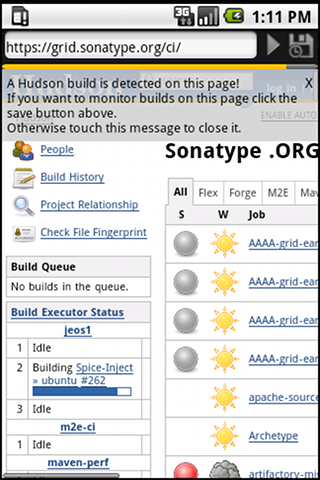 3G 1:11 PM
https://grid.sonatype.org/ci/
A Hudson build is detected on this page! X
If you want to monitor builds on this page click the
save button above.
Otherwise touch this message to close it.
Hudson
log in
ENABLE AUTO
People
Build History
Project Relationship
Check File Fingerprint
Sonatype .ORG
All Flex Forge M2E Mav
S W Job
AAAA-grid-ear
AAAA-grid-ear
AAAA-grid-ear
AAAA-grid-ear
apache-source
Archetype
artifactory-mi
Build Queue
No builds in the queue.
Build Executor Status
jeos1
1 Idle
2 Building Spice-Inject
» ubuntu #262
3 Idle
m2e-ci
1 Idle
maven-perf